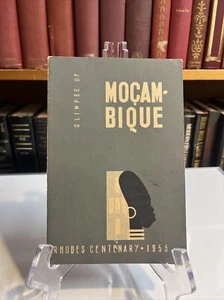 GLIMPSE OF
MOÇAM-
BIQUE
RHODES CENTENARY • 1953